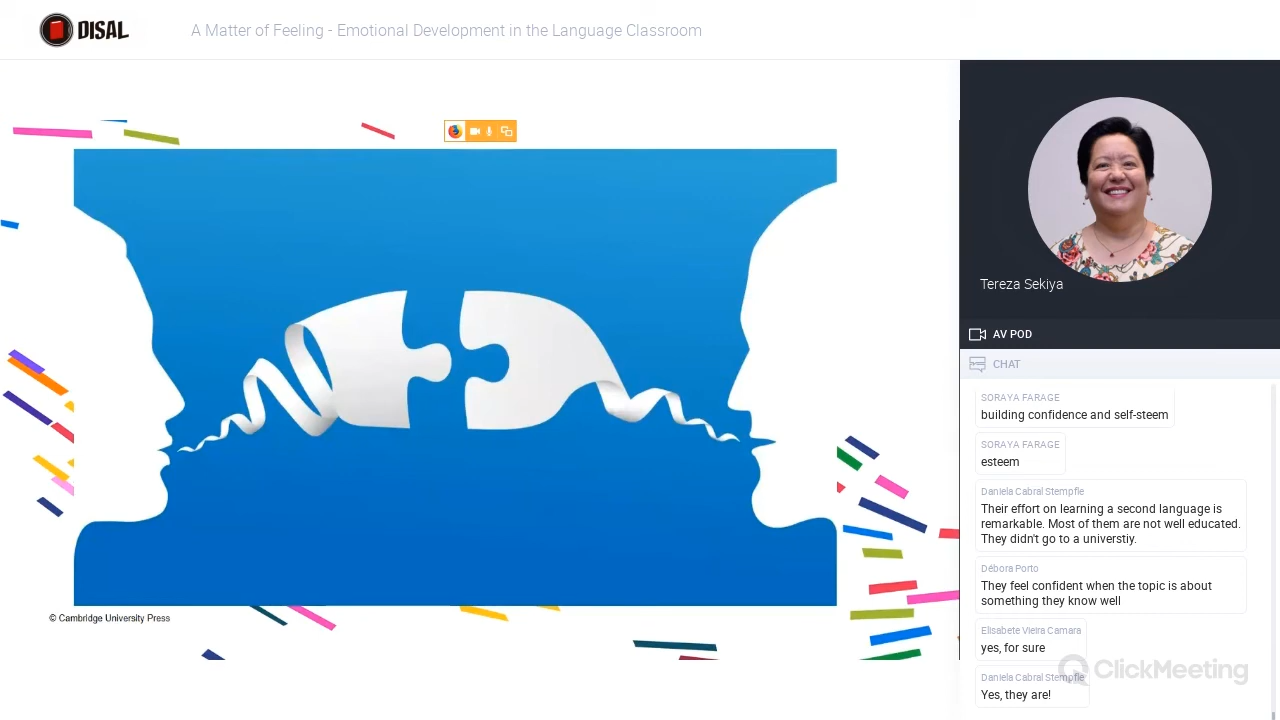 DISAL
A Matter of Feeling - Emotional Development in the Language Classroom
© Cambridge University Press
Tereza Sekiya
AV POD
CHAT
SORAYA FARAGE
building confidence and self-steem
SORAYA FARAGE
esteem
Daniela Cabral Stempfle
Their effort on learning a second language is
remarkable. Most of them are not well educated.
They didn't go to a universtiy.
Débora Porto
They feel confident when the topic is about
something they know well
Elisabete Vieira Camara
yes, for sure
Daniela Cabral Stempfle
Yes, they are!
ClickMeeting